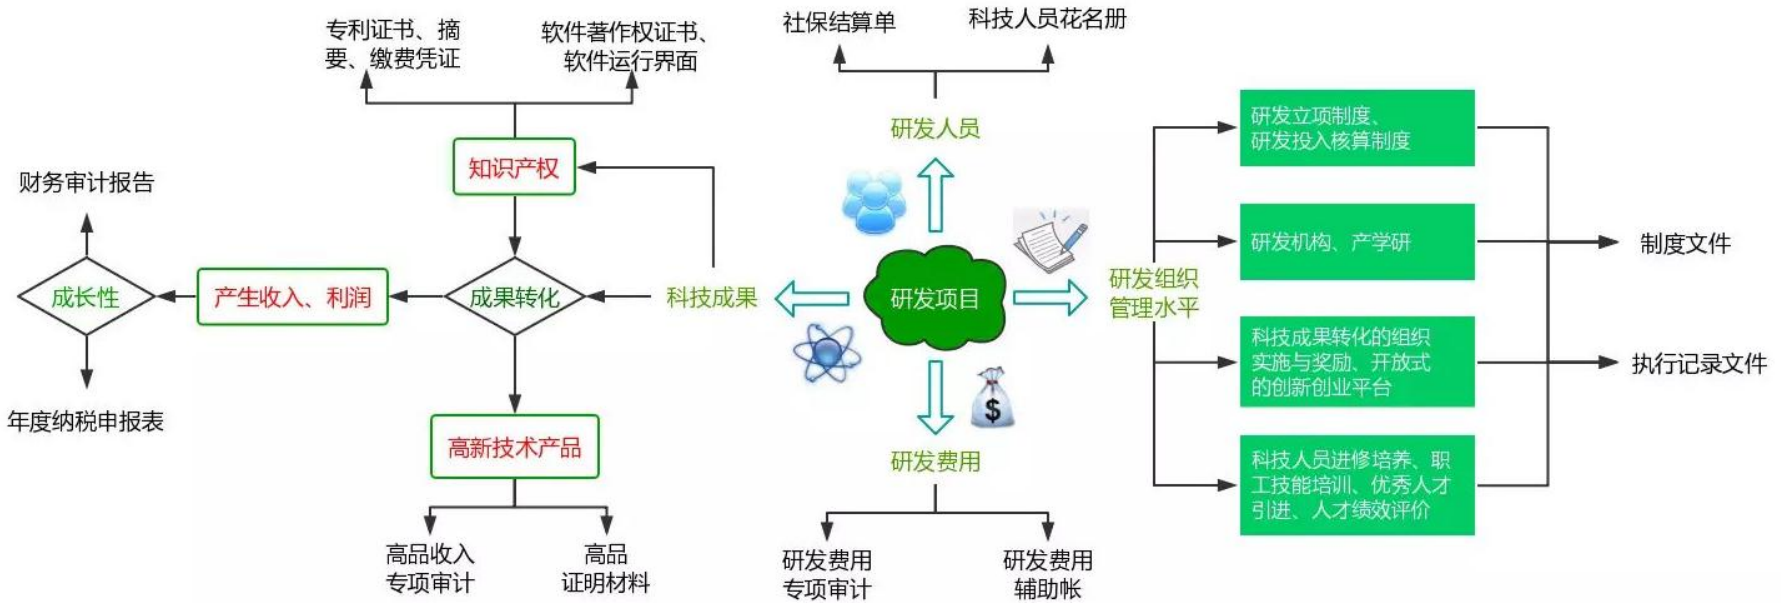 专利证书、摘
要、缴费凭证
软件著作权证书、
软件运行界面
社保结算单
科技人员花名册
研发人员
知识产权
财务审计报告
成长性
产生收入、利润
成果转化
科技成果
研发项目
研发组织
管理水平
年度纳税申报表
高新技术产品
高品收入
专项审计
高品
证明材料
研发费用
研发费用
专项审计
研发费用
辅助帐
研发立项制度、
研发投入核算制度
研发机构、产学研
科技成果转化的组织
实施与奖励、开放式
的创新创业平台
科技人员进修培养、职
工技能培训、优秀人才
引进、人才绩效评价
制度文件
执行记录文件
$